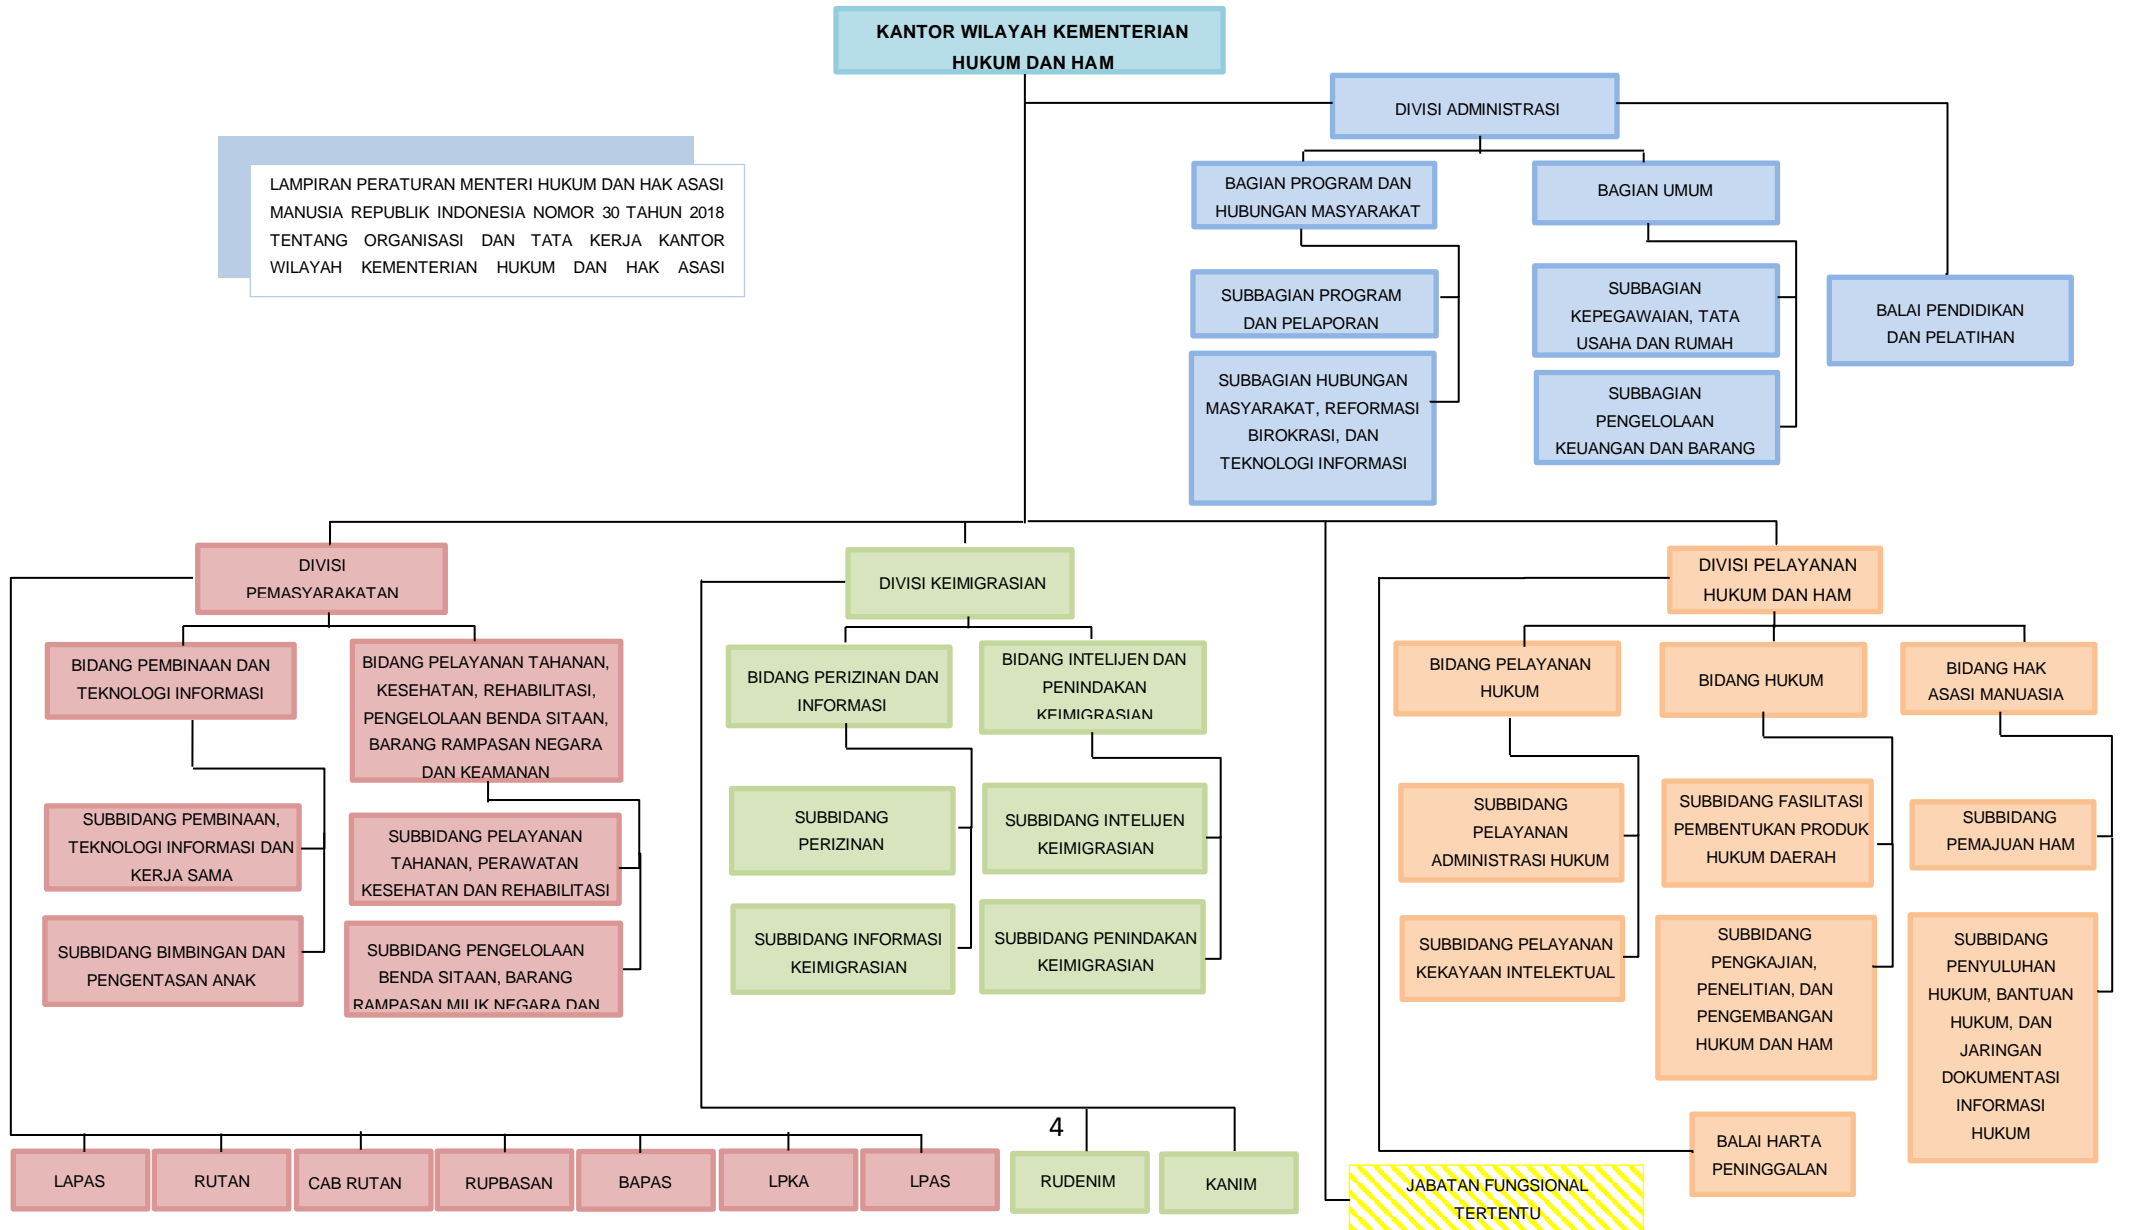 KANTOR WILAYAH KEMENTERIAN
HUKUM DAN HAM
DIVISI ADMINISTRASI
LAMPIRAN PERATURAN MENTERI HUKUM DAN HAK ASASI
MANUSIA REPUBLIK INDONESIA NOMOR 30 TAHUN 2018
TENTANG ORGANISASI DAN TATA KERJA KANTOR
WILAYAH KEMENTERIAN HUKUM DAN HAK ASASI
BAGIAN PROGRAM DAN
HUBUNGAN MASYARAKAT
BAGIAN UMUM
SUBBAGIAN PROGRAM
DAN PELAPORAN
SUBBAGIAN
KEPEGAWAIAN, TATA
USAHA DAN RUMAH
BALAI PENDIDIKAN
DAN PELATIHAN
SUBBAGIAN HUBUNGAN
MASYARAKAT, REFORMASI
BIROKRASI, DAN
TEKNOLOGI INFORMASI
SUBBAGIAN
PENGELOLAAN
KEUANGAN DAN BARANG
DIVISI
PEMASYARAKATAN
DIVISI KEIMIGRASIAN
DIVISI PELAYANAN
HUKUM DAN HAM
BIDANG PEMBINAAN DAN
TEKNOLOGI INFORMASI
BIDANG PELAYANAN TAHANAN,
KESEHATAN, REHABILITASI,
PENGELOLAAN BENDA SITAAN,
BARANG RAMPASAN NEGARA
DAN KEAMANAN
BIDANG PERIZINAN DAN
INFORMASI
BIDANG INTELIJEN DAN
PENINDAKAN
KEIMIGRASIAN
BIDANG PELAYANAN
HUKUM
BIDANG HUKUM
BIDANG HAK
ASASI MANUASIA
SUBBIDANG PEMBINAAN,
TEKNOLOGI INFORMASI DAN
KERJA SAMA
SUBBIDANG PELAYANAN
TAHANAN, PERAWATAN
KESEHATAN DAN REHABILITASI
SUBBIDANG
PERIZINAN
SUBBIDANG INTELIJEN
KEIMIGRASIAN
SUBBIDANG
PELAYANAN
ADMINISTRASI HUKUM
SUBBIDANG FASILITASI
PEMBENTUKAN PRODUK
HUKUM DAERAH
SUBBIDANG
PEMAJUAN HAM
SUBBIDANG BIMBINGAN DAN
PENGENTASAN ANAK
SUBBIDANG PENGELOLAAN
BENDA SITAAN, BARANG
RAMPASAN MILIK NEGARA DAN
SUBBIDANG INFORMASI
KEIMIGRASIAN
SUBBIDANG PENINDAKAN
KEIMIGRASIAN
SUBBIDANG PELAYANAN
KEKAYAAN INTELEKTUAL
SUBBIDANG
PENGKAJIAN,
PENELITIAN, DAN
PENGEMBANGAN
HUKUM DAN HAM
SUBBIDANG
PENYULUHAN
HUKUM, BANTUAN
HUKUM, DAN
JARINGAN
DOKUMENTASI
INFORMASI
HUKUM
4
BALAI HARTA
PENINGGALAN
LAPAS
RUTAN
CAB RUTAN
RUPBASAN
BAPAS
LPKA
LPAS
RUDENIM
KANIM
JABATAN FUNGSIONAL
TERTENTU